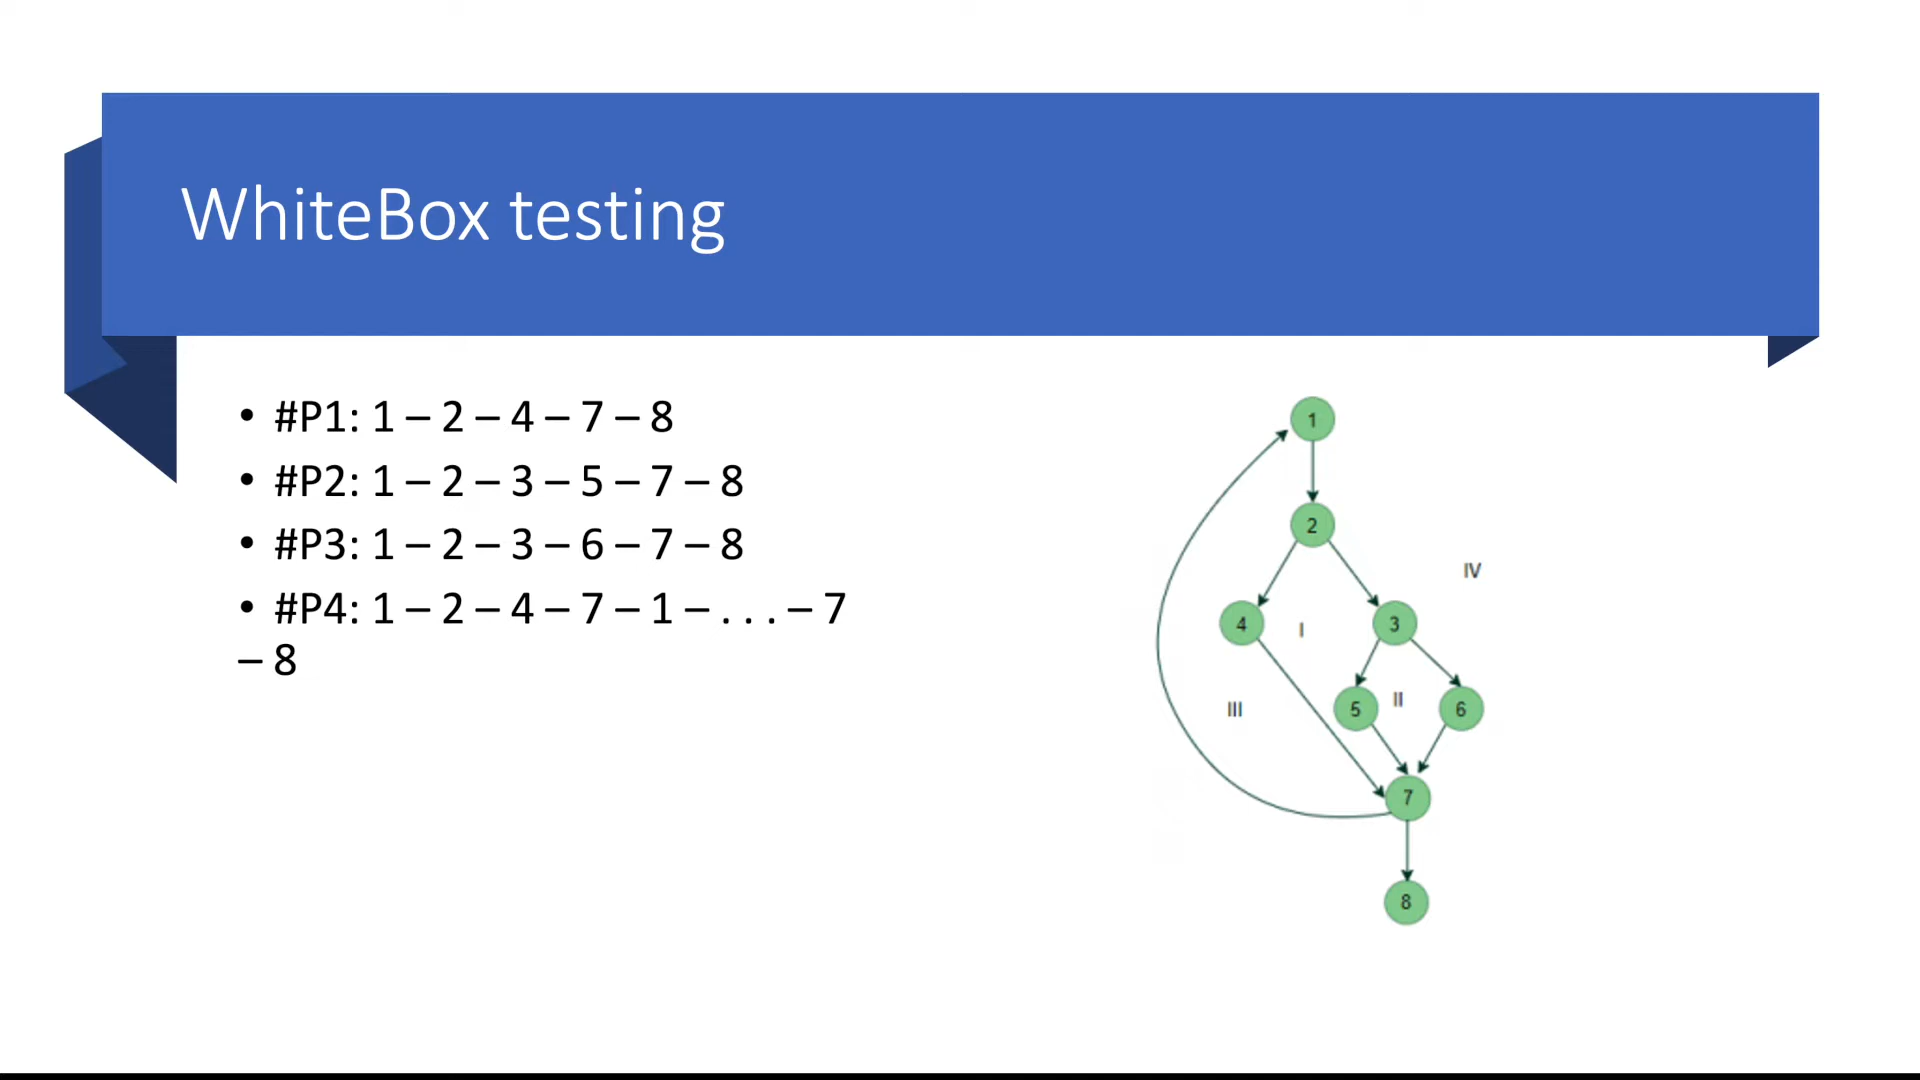 WhiteBox testing
• #P1: 1 – 2 – 4 – 7 – 8
• #P2: 1 – 2 – 3 – 5 – 7 – 8
• #P3: 1 – 2 – 3 – 6 – 7 – 8
• #P4: 1 – 2 – 4 – 7 – 1 – . . . – 7
– 8
1
2
IV
4
I
3
III
5
II
6
7
8